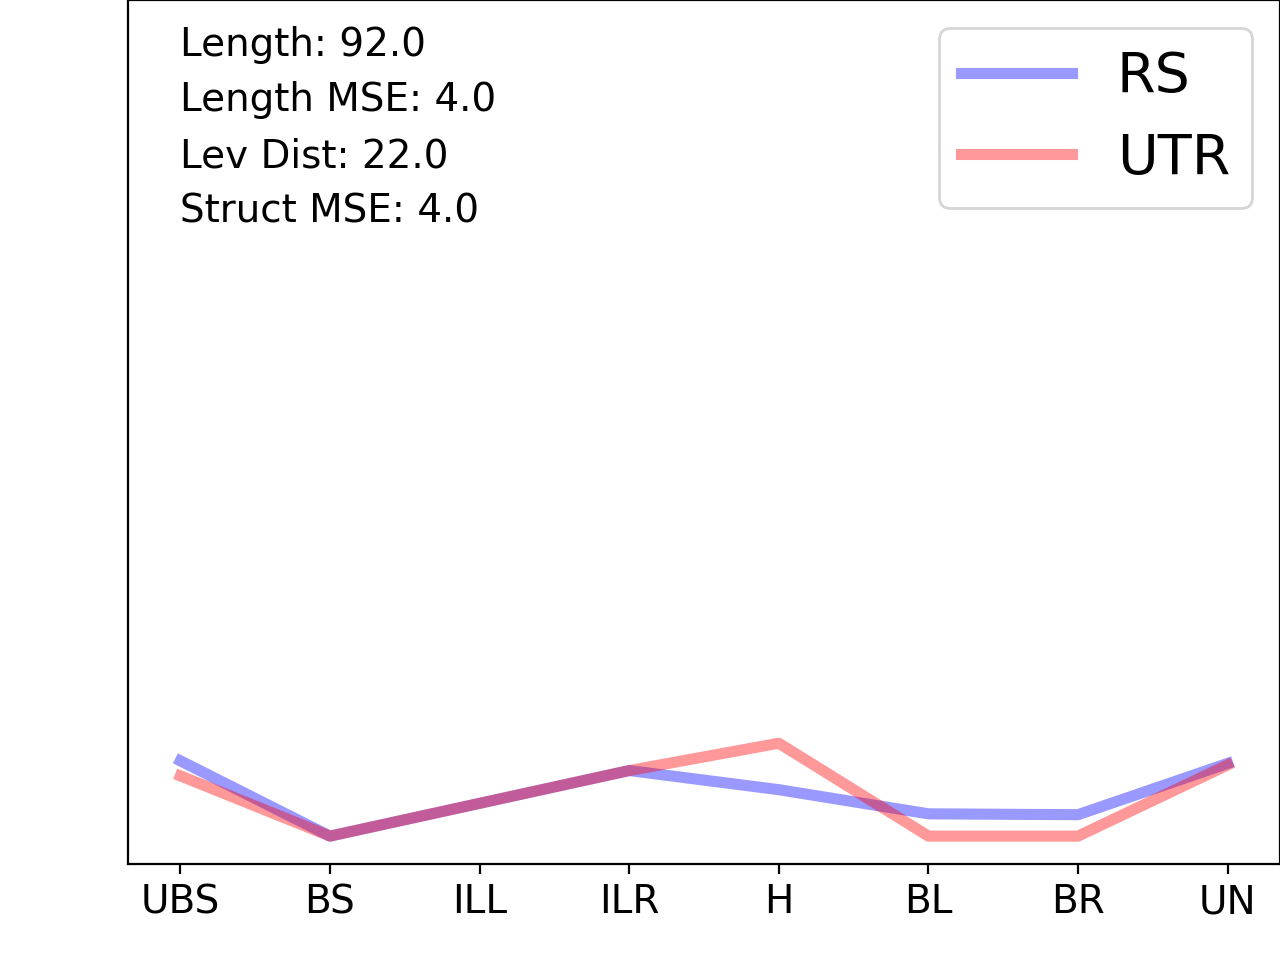 Length: 92.0
Length MSE: 4.0
Lev Dist: 22.0
Struct MSE: 4.0
RS
UTR
UBS BS ILL ILR H BL BR UN